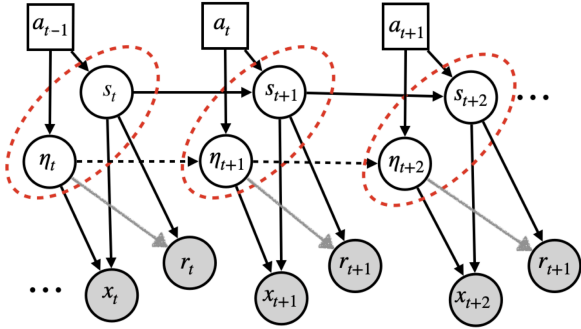 a_{t-1} a_t a_{t+1}
s_t s_{t+1} s_{t+2} ...
η_t η_{t+1} η_{t+2}
r_t r_{t+1} r_{t+1}
... x_t x_{t+1} x_{t+2}